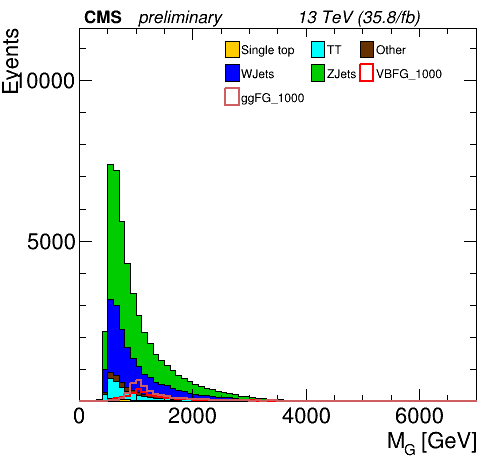 CMS preliminary 13 TeV (35.8/fb)
Events
10000
5000
Single top TT Other
WJets ZJets VBFG_1000
ggFG_1000
0 2000 4000 6000
M_G [GeV]